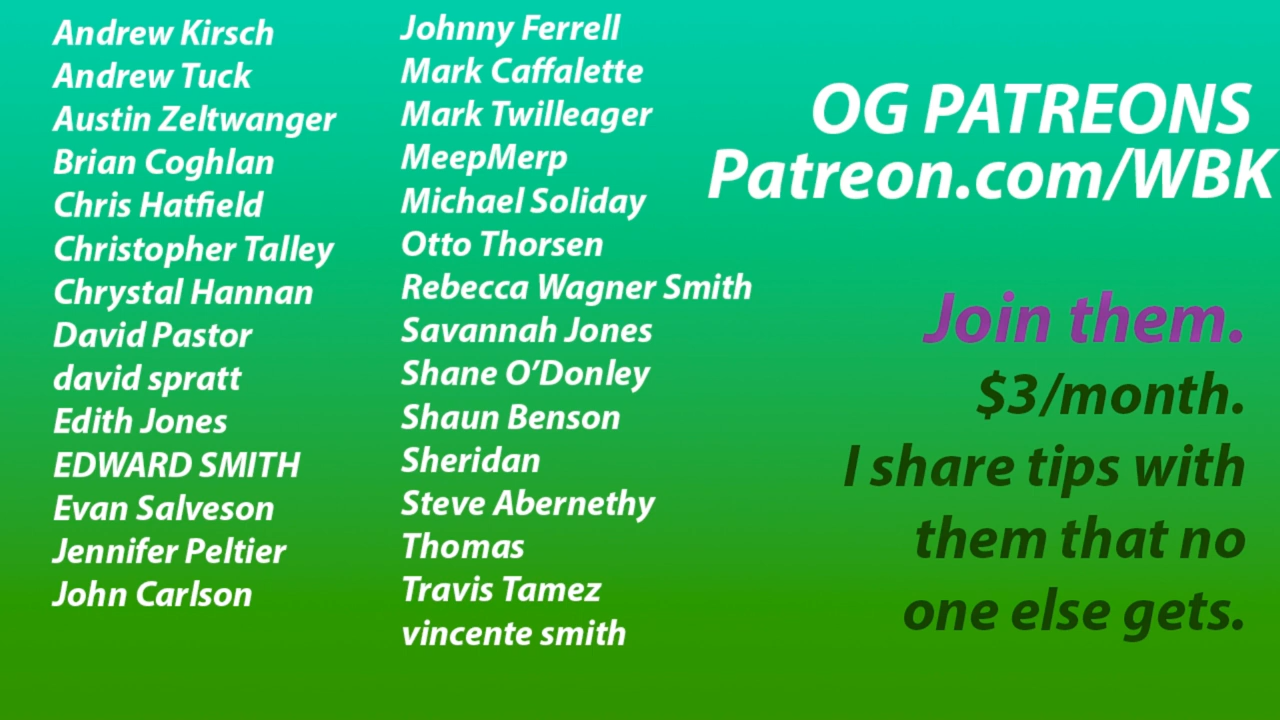 Andrew Kirsch
Andrew Tuck
Austin Zeltwanger
Brian Coghlan
Chris Hatfield
Christopher Talley
Chrystal Hannan
David Pastor
david spratt
Edith Jones
EDWARD SMITH
Evan Salveson
Jennifer Peltier
John Carlson
Johnny Ferrell
Mark Caffalette
Mark Twilleager
MeepMerp
Michael Soliday
Otto Thorsen
Rebecca Wagner Smith
Savannah Jones
Shane O’Donley
Shaun Benson
Sheridan
Steve Abernethy
Thomas
Travis Tamez
vincente smith
OG PATREONS
Patreon.com/WBK
Join them.
$3/month.
I share tips with
them that no
one else gets.